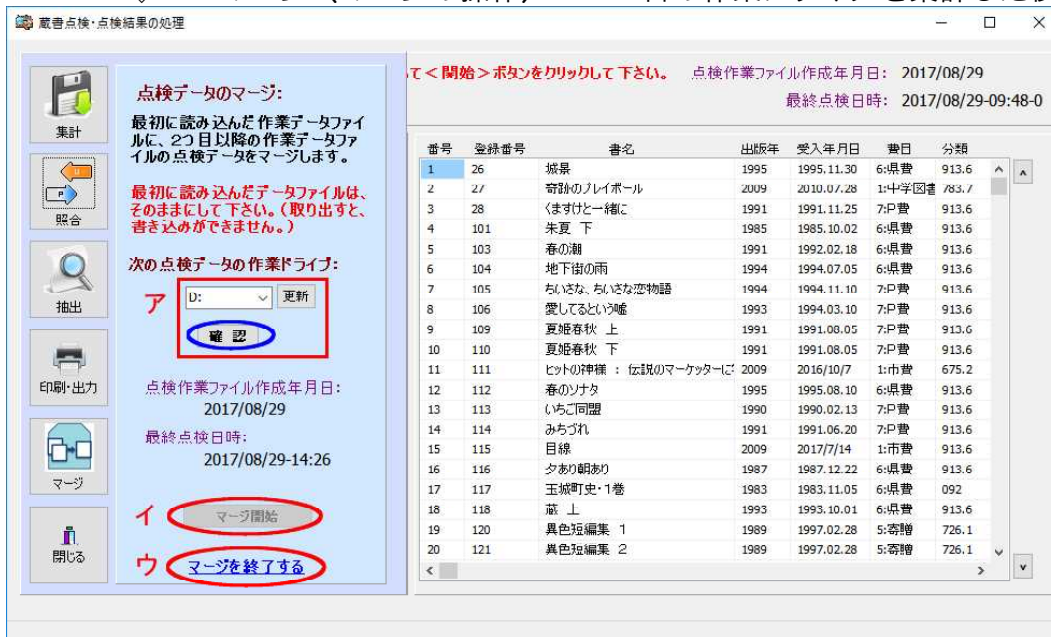 蔵書点検・点検結果の処理
て＜開始＞ボタンをクリックして下さい。 点検作業ファイル作成年月日: 2017/08/29
最終点検日時: 2017/08/29-09:48-0
集計
照合
抽出
印刷・出力
マージ
閉じる
点検データのマージ:
最初に読み込んだ作業データファイ
ルに、2つ目以降の作業データファ
イルの点検データをマージします。
最初に読み込んだデータファイルは、
そのままにして下さい。(取り出すと、
書き込みができません。)
次の点検データの作業ドライブ:
ア D: 更新
確 認
点検作業ファイル作成年月日:
2017/08/29
最終点検日時:
2017/08/29-14:26
イ マージ開始
ウ マージを終了する
番号 登録番号 書名 出版年 受入年月日 費目 分類
1 26 城景 1995 1995.11.30 6:県費 913.6
2 27 奇跡のプレイボール 2009 2010.07.28 1:中学図書 783.7
3 28 くますけと一緒に 1991 1991.11.25 7:P費 913.6
4 101 朱夏 下 1985 1985.10.02 6:県費 913.6
5 103 春の潮 1991 1992.02.18 6:県費 913.6
6 104 地下街の雨 1994 1994.07.05 6:県費 913.6
7 105 ちいさな、ちいさな恋物語 1994 1994.11.10 7:P費 913.6
8 106 愛してるという嘘 1993 1994.03.10 7:P費 913.6
9 109 夏姫春秋 上 1991 1991.08.05 7:P費 913.6
10 110 夏姫春秋 下 1991 1991.08.05 7:P費 913.6
11 111 ヒットの神様 : 伝説のマーケッターに 2009 2016/10/7 1:市費 675.2
12 112 春のソナタ 1995 1995.08.10 6:県費 913.6
13 113 いちご同盟 1990 1990.02.13 7:P費 913.6
14 114 みちづれ 1991 1991.06.20 7:P費 913.6
15 115 目線 2009 2017/7/14 1:市費 913.6
16 116 夕あり朝あり 1987 1987.12.22 6:県費 913.6
17 117 玉城町史・1巻 1983 1983.11.05 6:県費 092
18 118 蔵 上 1993 1993.10.01 6:県費 913.6
19 120 異色短編集 1 1989 1997.02.28 5:寄贈 726.1
20 121 異色短編集 2 1989 1997.02.28 5:寄贈 726.1